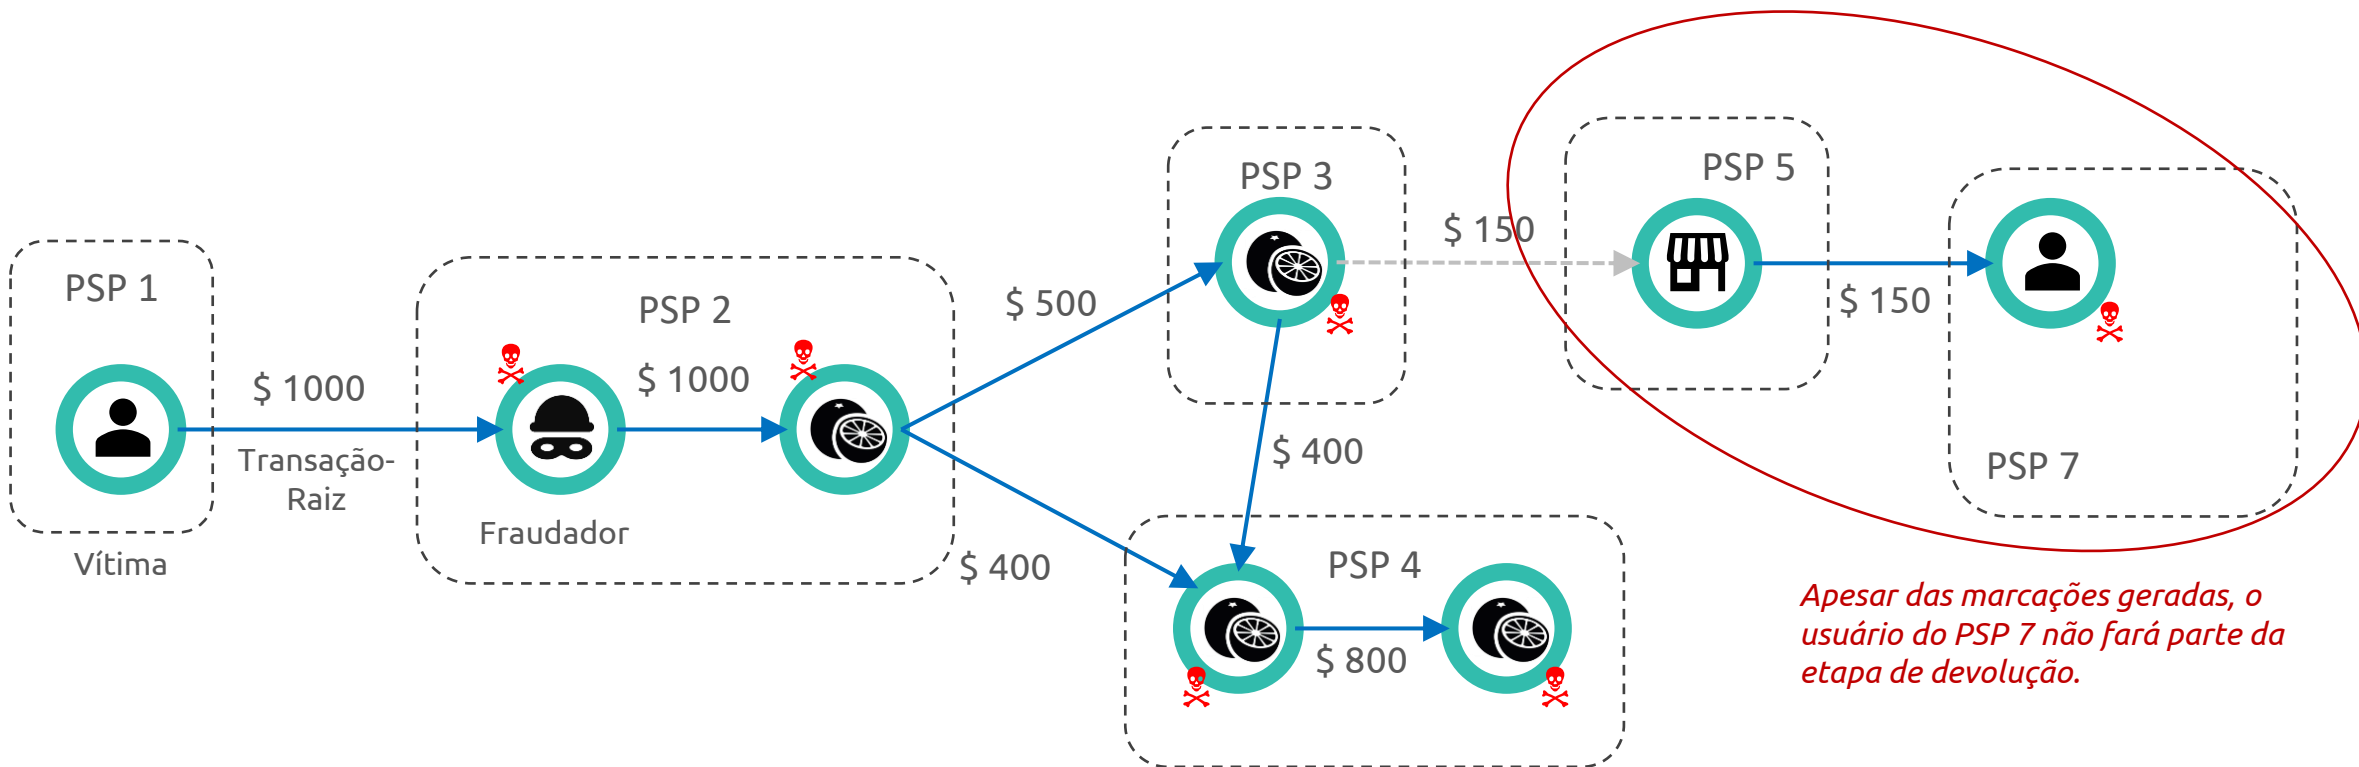 PSP 1
Vítima
$ 1000
Transação-
Raiz
PSP 2
$ 1000
Fraudador
$ 500
$ 400
PSP 3
$ 150
$ 400
PSP 4
$ 800
PSP 5
$ 150
PSP 7
Apesar das marcações geradas, o
usuário do PSP 7 não fará parte da
etapa de devolução.